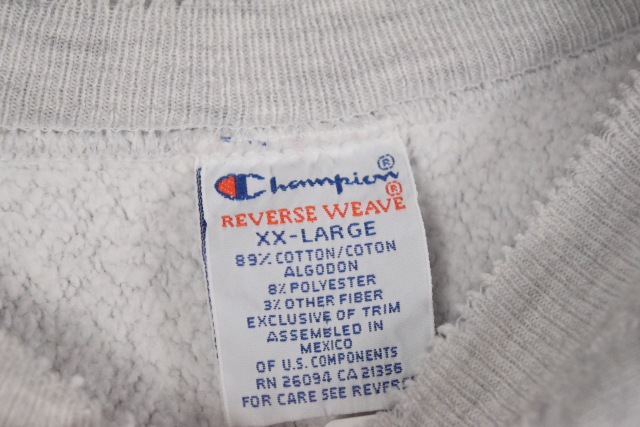 Champion®
REVERSE WEAVE®
XX-LARGE
89% COTTON/COTON
ALGODON
8% POLYESTER
3% OTHER FIBER
EXCLUSIVE OF TRIM
ASSEMBLED IN
MEXICO
OF U.S. COMPONENTS
RN 26094 CA 21356
FOR CARE SEE REVERSE